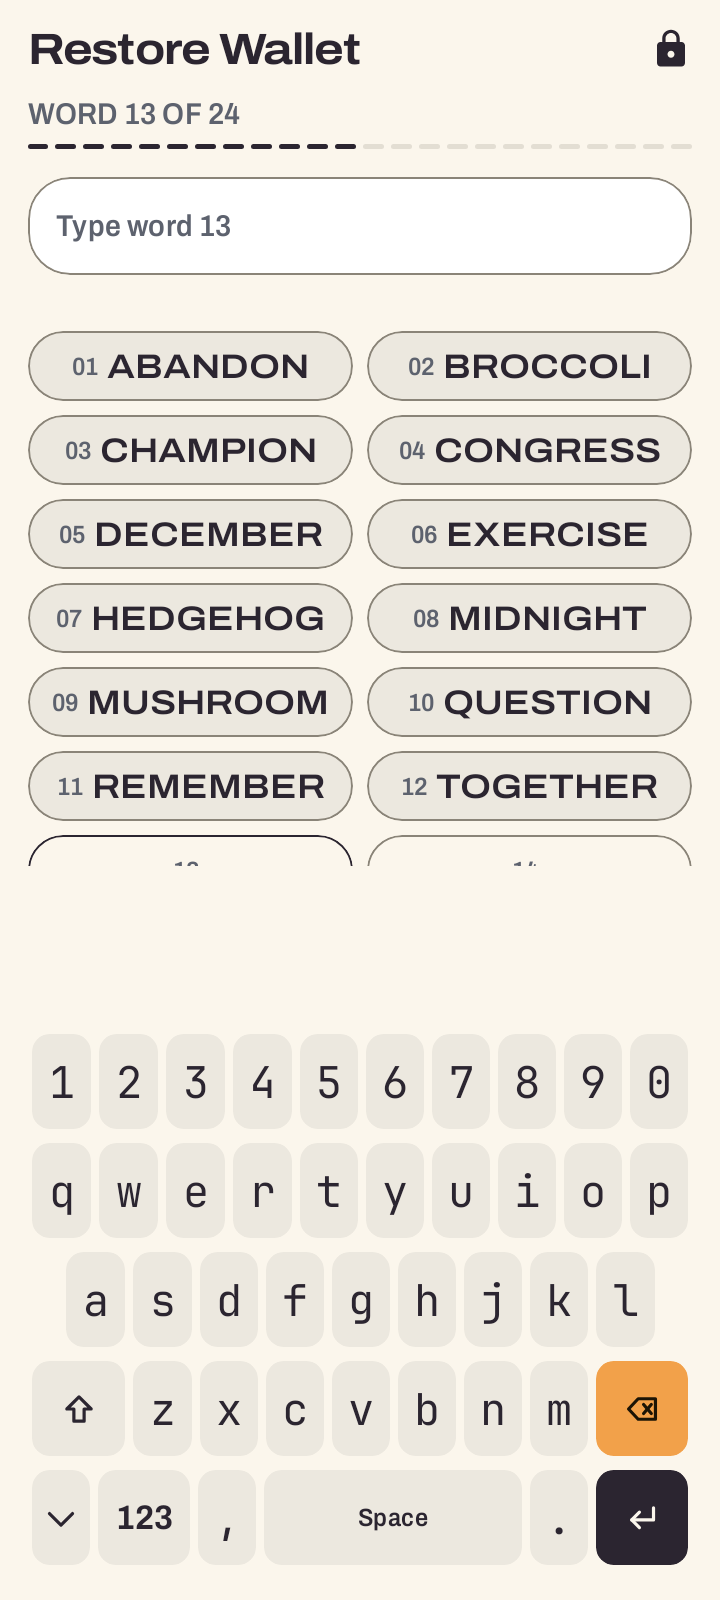 Restore Wallet
WORD 13 OF 24
Type word 13
01 ABANDON 02 BROCCOLI
03 CHAMPION 04 CONGRESS
05 DECEMBER 06 EXERCISE
07 HEDGEHOG 08 MIDNIGHT
09 MUSHROOM 10 QUESTION
11 REMEMBER 12 TOGETHER
1 2 3 4 5 6 7 8 9 0
q w e r t y u i o p
a s d f g h j k l
z x c v b n m
123 , Space .